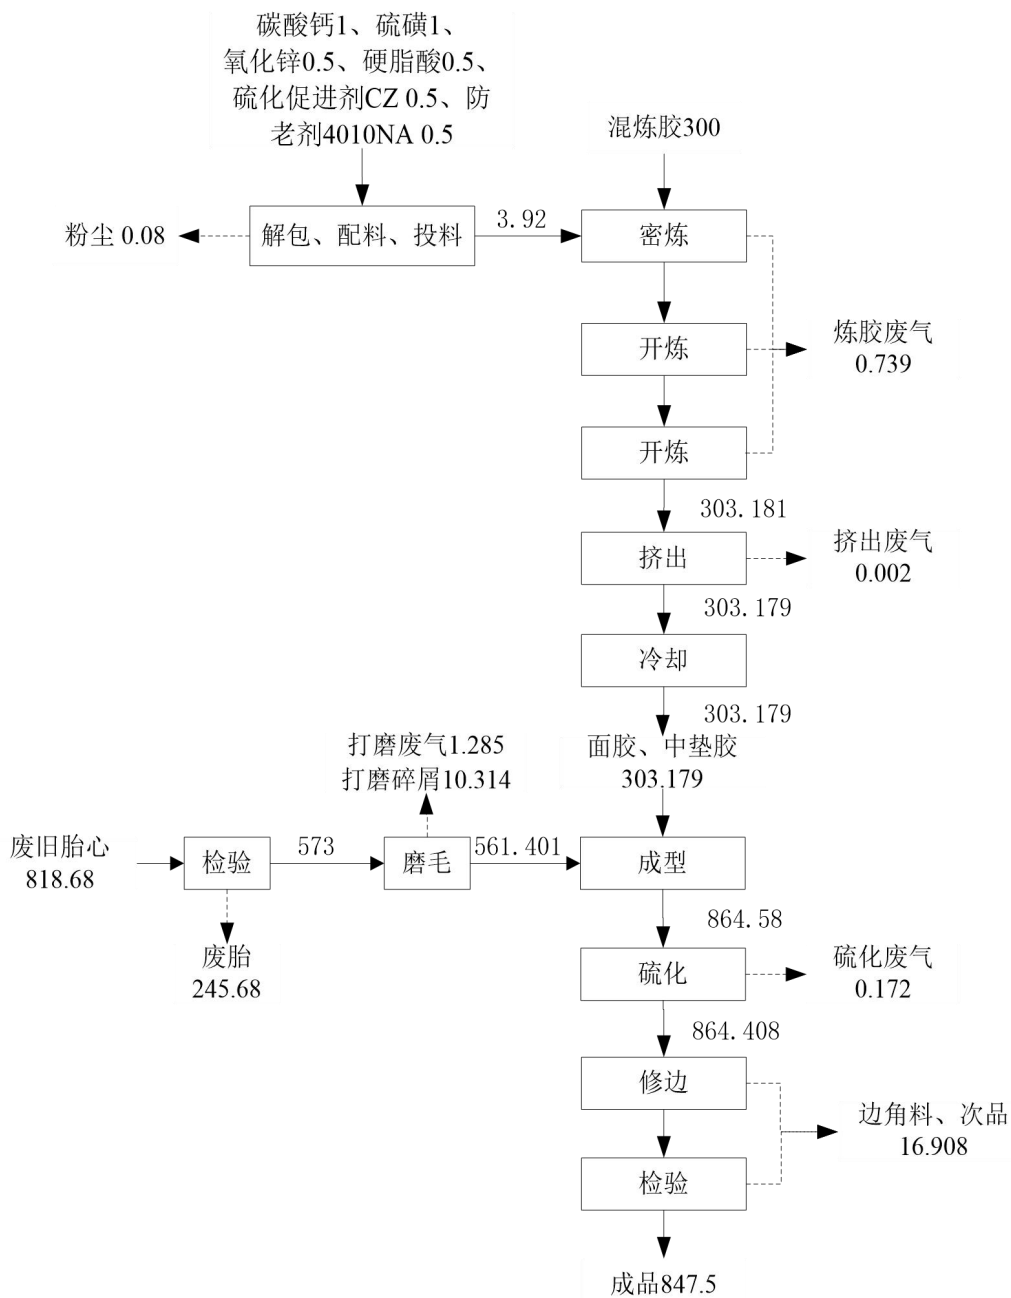 碳酸钙1、硫磺1、
氧化锌0.5、硬脂酸0.5、
硫化促进剂CZ 0.5、防
老剂4010NA 0.5
混炼胶300
粉尘 0.08
解包、配料、投料
3.92
密炼
开炼
炼胶废气
0.739
开炼
303.181
挤出
挤出废气
0.002
303.179
冷却
303.179
打磨废气1.285
打磨碎屑10.314
面胶、中垫胶
303.179
废旧胎心
818.68
检验
573
磨毛
561.401
成型
864.58
废胎
245.68
硫化
硫化废气
0.172
864.408
修边
边角料、次品
16.908
检验
成品847.5